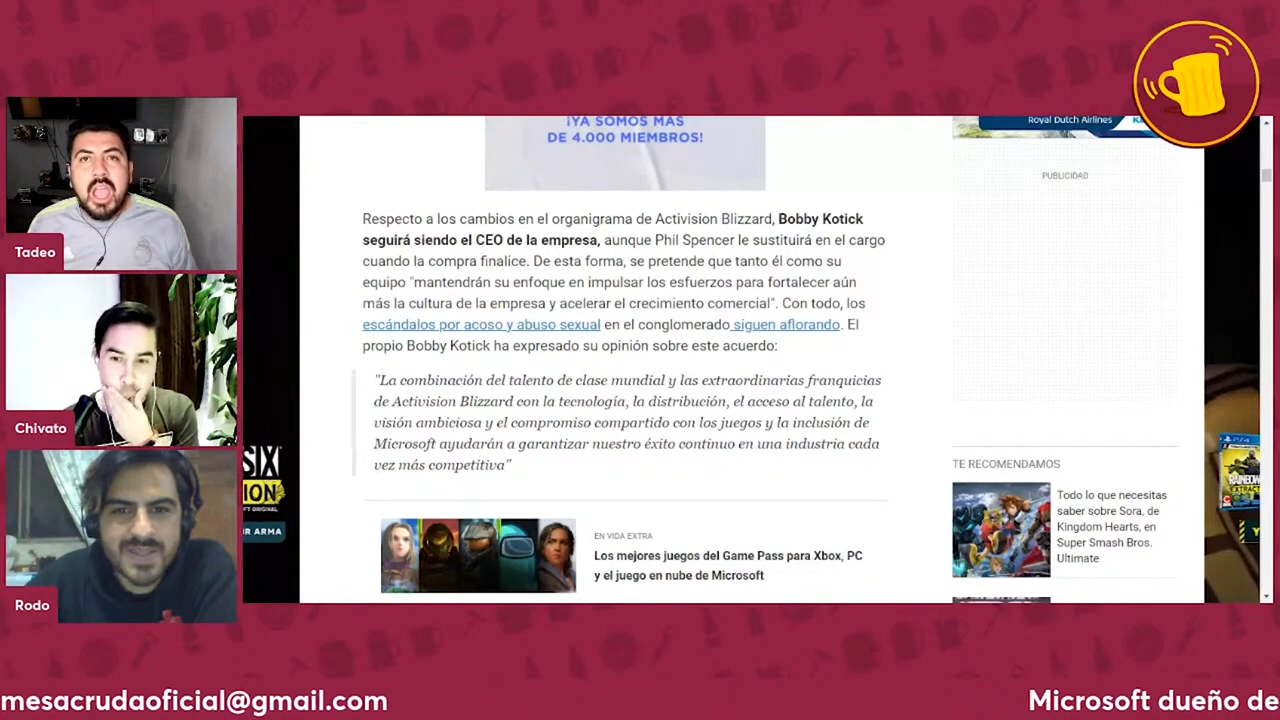 ¡YA SOMOS MÁS
DE 4.000 MIEMBROS!
Royal Dutch Airlines
PUBLICIDAD
Tadeo
Respecto a los cambios en el organigrama de Activision Blizzard, Bobby Kotick
seguirá siendo el CEO de la empresa, aunque Phil Spencer le sustituirá en el cargo
cuando la compra finalice. De esta forma, se pretende que tanto él como su
equipo "mantendrán su enfoque en impulsar los esfuerzos para fortalecer aún
más la cultura de la empresa y acelerar el crecimiento comercial". Con todo, los
escándalos por acoso y abuso sexual en el conglomerado siguen aflorando. El
propio Bobby Kotick ha expresado su opinión sobre este acuerdo:
Chivato
"La combinación del talento de clase mundial y las extraordinarias franquicias
de Activision Blizzard con la tecnología, la distribución, el acceso al talento, la
visión ambiciosa y el compromiso compartido con los juegos y la inclusión de
Microsoft ayudarán a garantizar nuestro éxito continuo en una industria cada
vez más competitiva"
SIX
ION
FT ORIGINAL
R ARMA
TE RECOMENDAMOS
Todo lo que necesitas
saber sobre Sora, de
Kingdom Hearts, en
Super Smash Bros.
Ultimate
EN VIDA EXTRA
Los mejores juegos del Game Pass para Xbox, PC
y el juego en nube de Microsoft
PS4
RAINBOW
Rodo
mesacrudaoficial@gmail.com
Microsoft dueño de